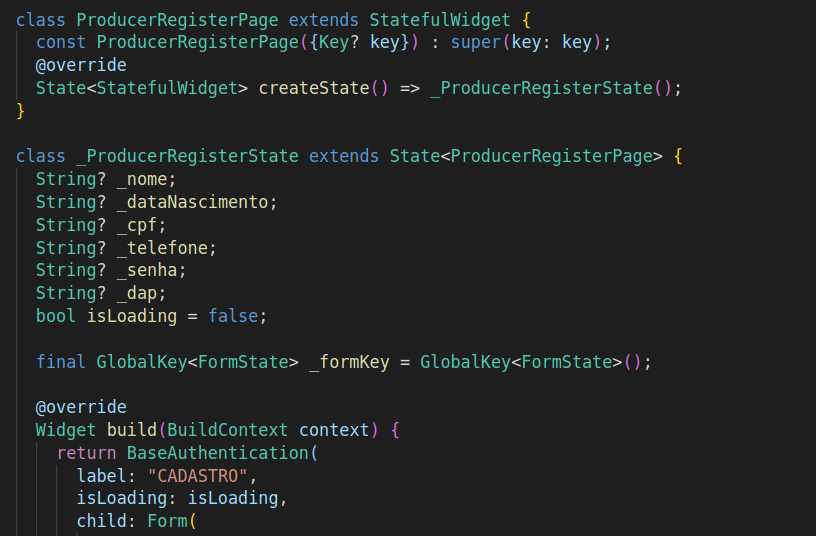 class ProducerRegisterPage extends StatefulWidget {
  const ProducerRegisterPage({Key? key}) : super(key: key);
  @override
  State<StatefulWidget> createState() => _ProducerRegisterState();
}

class _ProducerRegisterState extends State<ProducerRegisterPage> {
  String? _nome;
  String? _dataNascimento;
  String? _cpf;
  String? _telefone;
  String? _senha;
  String? _dap;
  bool isLoading = false;

  final GlobalKey<FormState> _formKey = GlobalKey<FormState>();

  @override
  Widget build(BuildContext context) {
    return BaseAuthentication(
      label: "CADASTRO",
      isLoading: isLoading,
      child: Form(